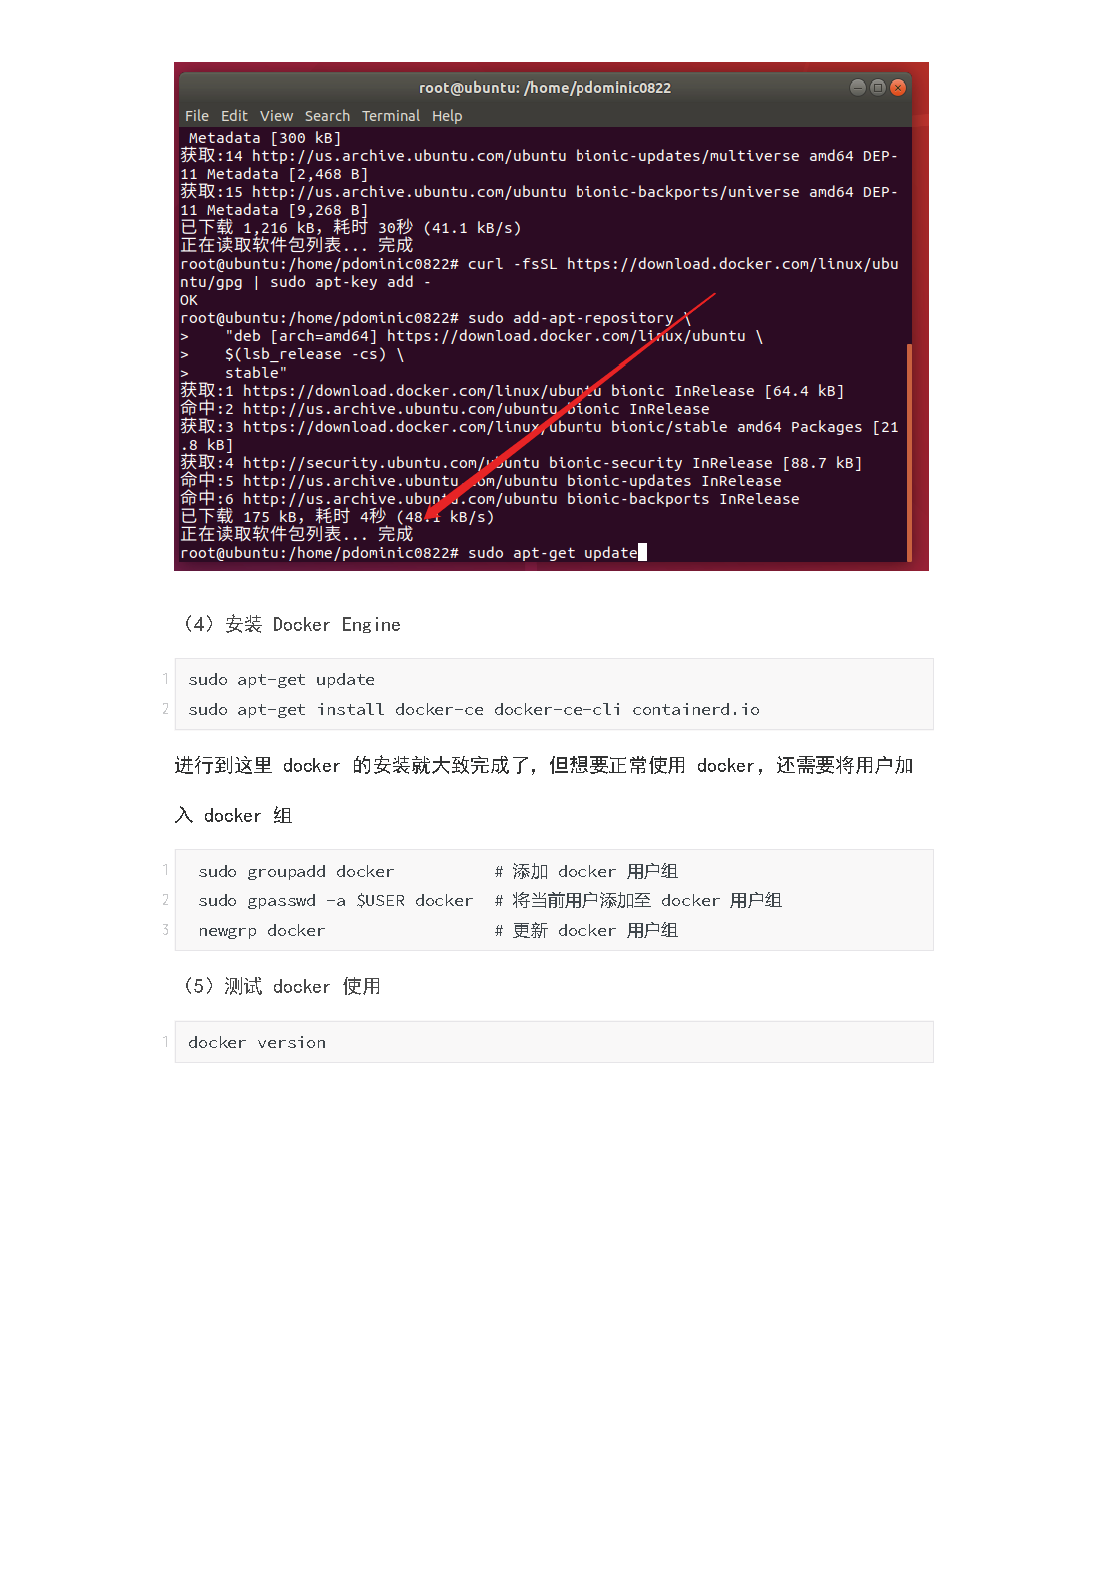 root@ubuntu: /home/pdominic0822
File Edit View Search Terminal Help
Metadata [300 kB]
获取:14 http://us.archive.ubuntu.com/ubuntu bionic-updates/multiverse amd64 DEP-
11 Metadata [2,468 B]
获取:15 http://us.archive.ubuntu.com/ubuntu bionic-backports/universe amd64 DEP-
11 Metadata [9,268 B]
已下载 1,216 kB，耗时 30秒 (41.1 kB/s)
正在读取软件包列表... 完成
root@ubuntu:/home/pdominic0822# curl -fsSL https://download.docker.com/linux/ubu
ntu/gpg | sudo apt-key add -
OK
root@ubuntu:/home/pdominic0822# sudo add-apt-repository \
>    "deb [arch=amd64] https://download.docker.com/linux/ubuntu \
>    $(lsb_release -cs) \
>    stable"
获取:1 https://download.docker.com/linux/ubuntu bionic InRelease [64.4 kB]
命中:2 http://us.archive.ubuntu.com/ubuntu bionic InRelease
获取:3 https://download.docker.com/linux/ubuntu bionic/stable amd64 Packages [21
.8 kB]
获取:4 http://security.ubuntu.com/ubuntu bionic-security InRelease [88.7 kB]
命中:5 http://us.archive.ubuntu.com/ubuntu bionic-updates InRelease
命中:6 http://us.archive.ubuntu.com/ubuntu bionic-backports InRelease
已下载 175 kB，耗时 4秒 (48.1 kB/s)
正在读取软件包列表... 完成
root@ubuntu:/home/pdominic0822# sudo apt-get update
（4）安装 Docker Engine
1 sudo apt-get update
2 sudo apt-get install docker-ce docker-ce-cli containerd.io
进行到这里 docker 的安装就大致完成了，但想要正常使用 docker，还需要将用户加
入 docker 组
1 sudo groupadd docker # 添加 docker 用户组
2 sudo gpasswd -a $USER docker # 将当前用户添加至 docker 用户组
3 newgrp docker # 更新 docker 用户组
（5）测试 docker 使用
1 docker version